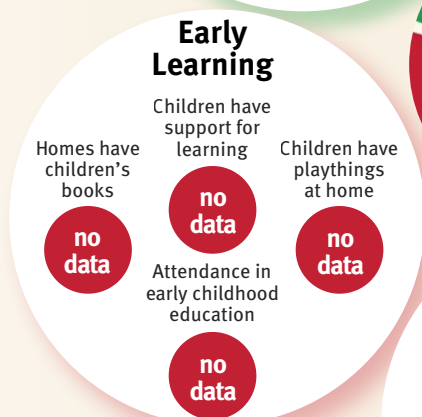 Early
Learning
Children have
support for
learning
no
data
Homes have
children's
books
no
data
Children have
playthings
at home
no
data
Attendance in
early childhood
education
no
data